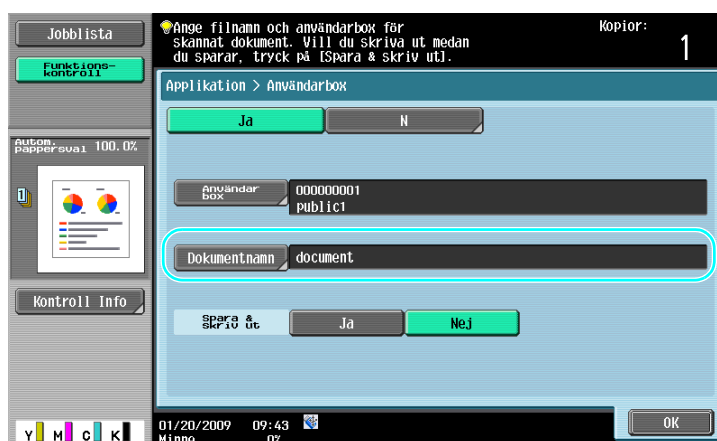 Jobblista
Funktions-
kontroll
Autom.
pappersval 100.0%
1
Kontroll Info
Y M C K
Ange filnamn och användarbox för
skannat dokument. Vill du skriva ut medan
du sparar, tryck på [Spara & skriv ut].
Kopior:
1
Applikation > Användarbox
Ja N
Användar
box
000000001
public1
Dokumentnamn document
Spara &
skriv ut
Ja Nej
01/20/2009 09:43
Minne 0%
OK